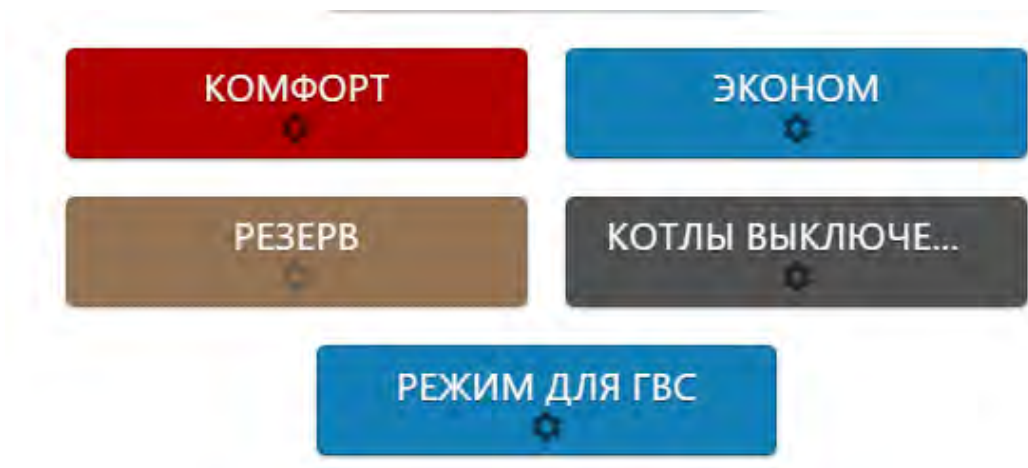 КОМФОРТ
ЭКОНОМ
РЕЗЕРВ
КОТЛЫ ВЫКЛЮЧЕ...
РЕЖИМ ДЛЯ ГВС